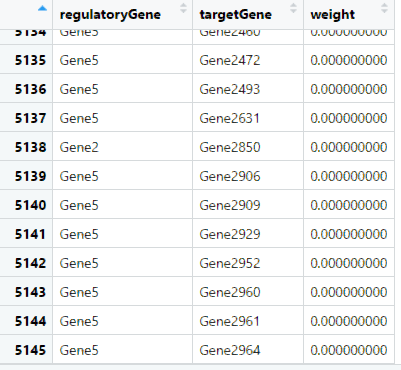 regulatoryGene targetGene weight
5134 Gene5 Gene2460 0.000000000
5135 Gene5 Gene2472 0.000000000
5136 Gene5 Gene2493 0.000000000
5137 Gene5 Gene2631 0.000000000
5138 Gene2 Gene2850 0.000000000
5139 Gene5 Gene2906 0.000000000
5140 Gene5 Gene2909 0.000000000
5141 Gene5 Gene2929 0.000000000
5142 Gene5 Gene2952 0.000000000
5143 Gene5 Gene2960 0.000000000
5144 Gene5 Gene2961 0.000000000
5145 Gene5 Gene2964 0.000000000